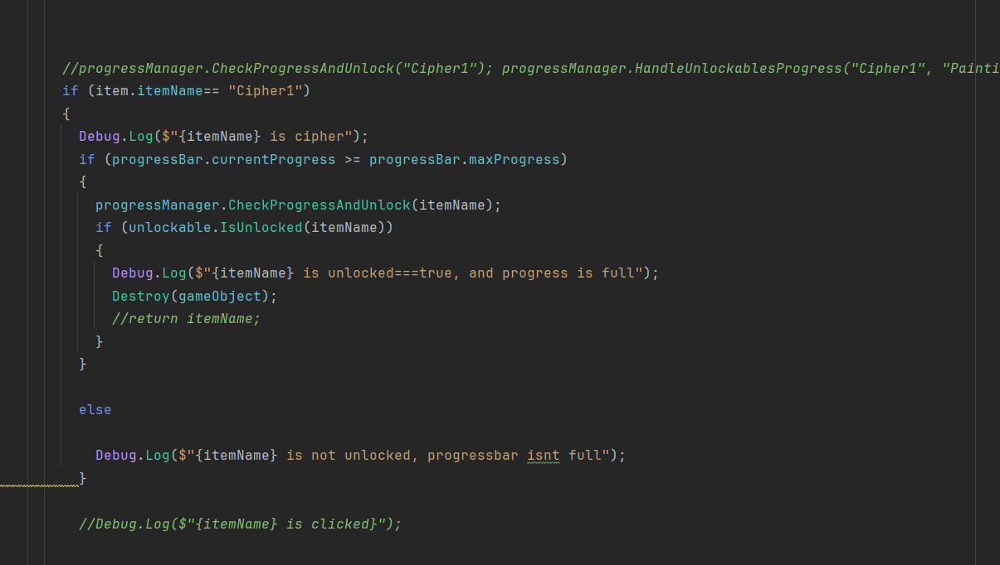 //progressManager.CheckProgressAndUnlock("Cipher1"); progressManager.HandleUnlockablesProgress("Cipher1", "Painti
if (item.itemName== "Cipher1")
{
Debug.Log($"{itemName} is cipher");
if (progressBar.currentProgress >= progressBar.maxProgress)
{
progressManager.CheckProgressAndUnlock(itemName);
if (unlockable.IsUnlocked(itemName))
{
Debug.Log($"{itemName} is unlocked===true, and progress is full");
Destroy(gameObject);
//return itemName;
}
}
else
Debug.Log($"{itemName} is not unlocked, progressbar isnt full");
}
//Debug.Log($"{itemName} is clicked}");